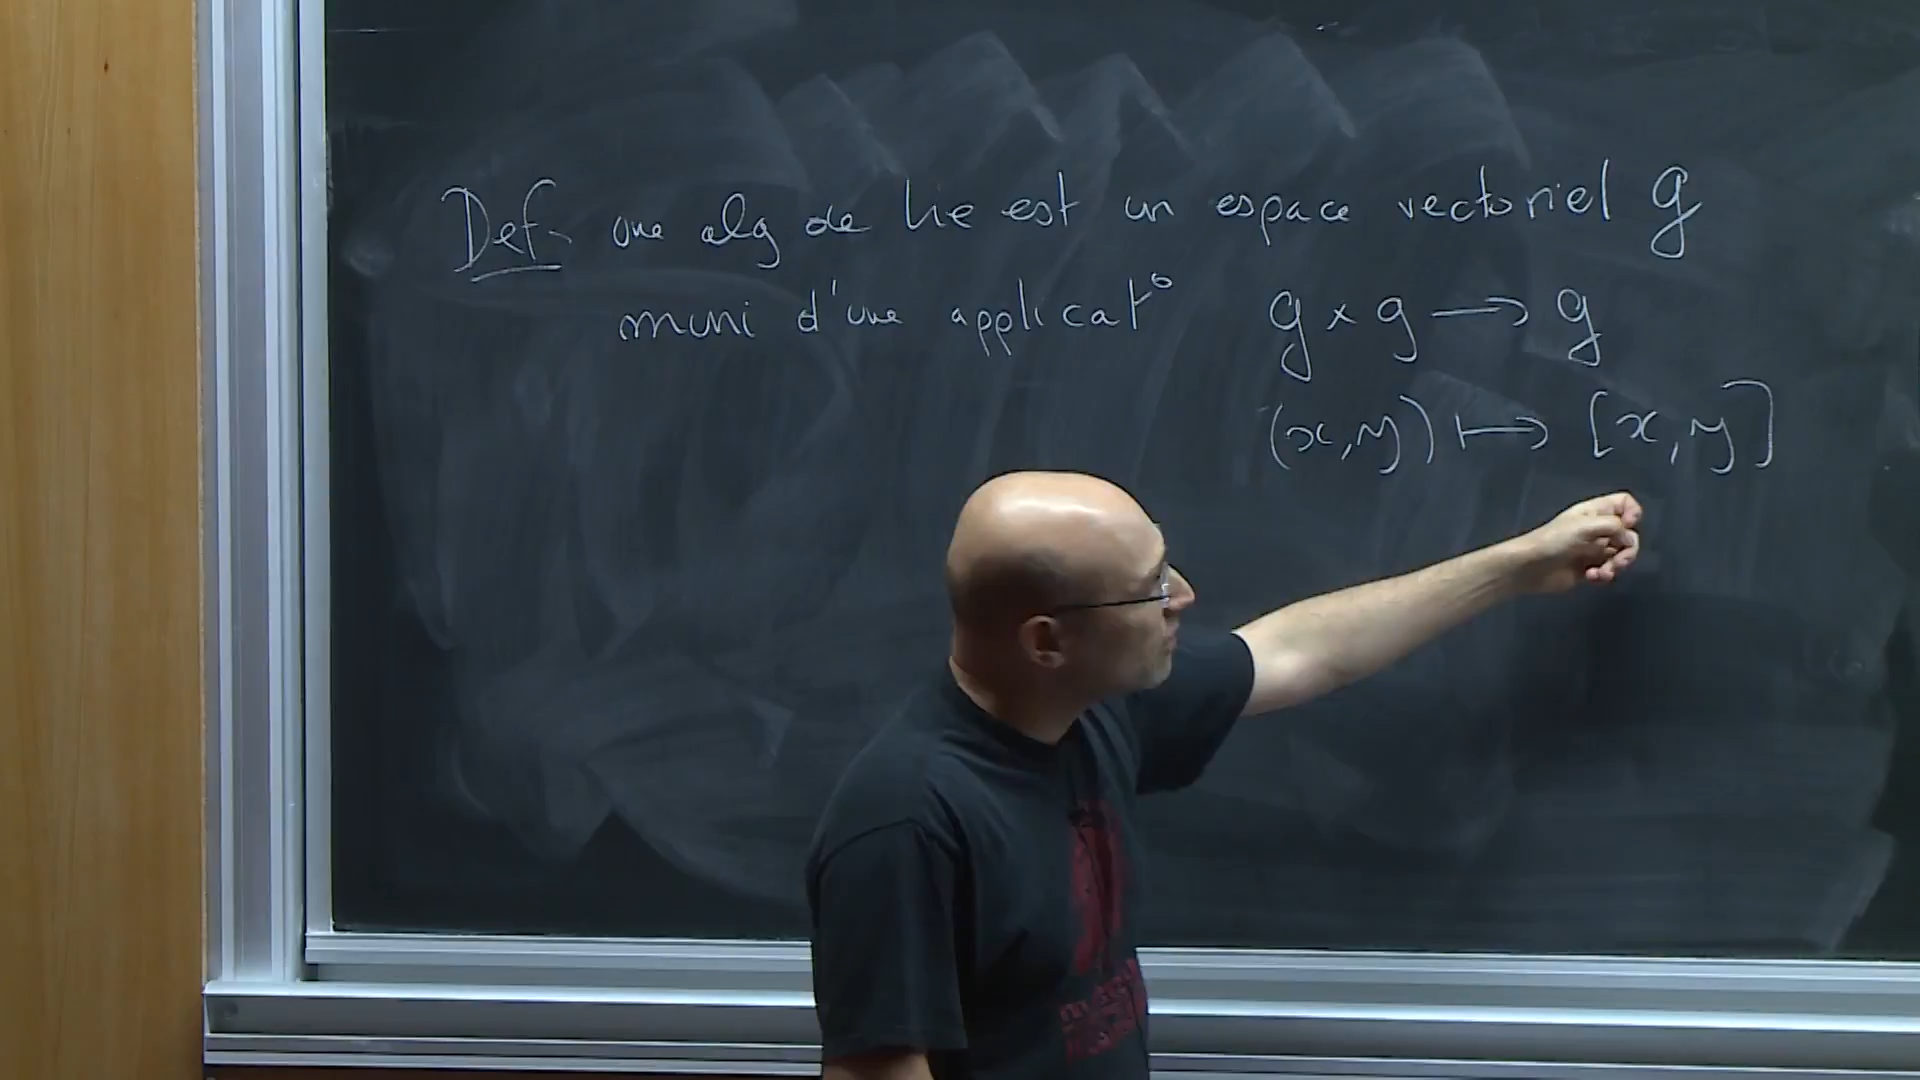 Def- une alg de Lie est un espace vectoriel g
muni d'une applicat° g × g ⟶ g
(x,y) ⟼ [x,y]